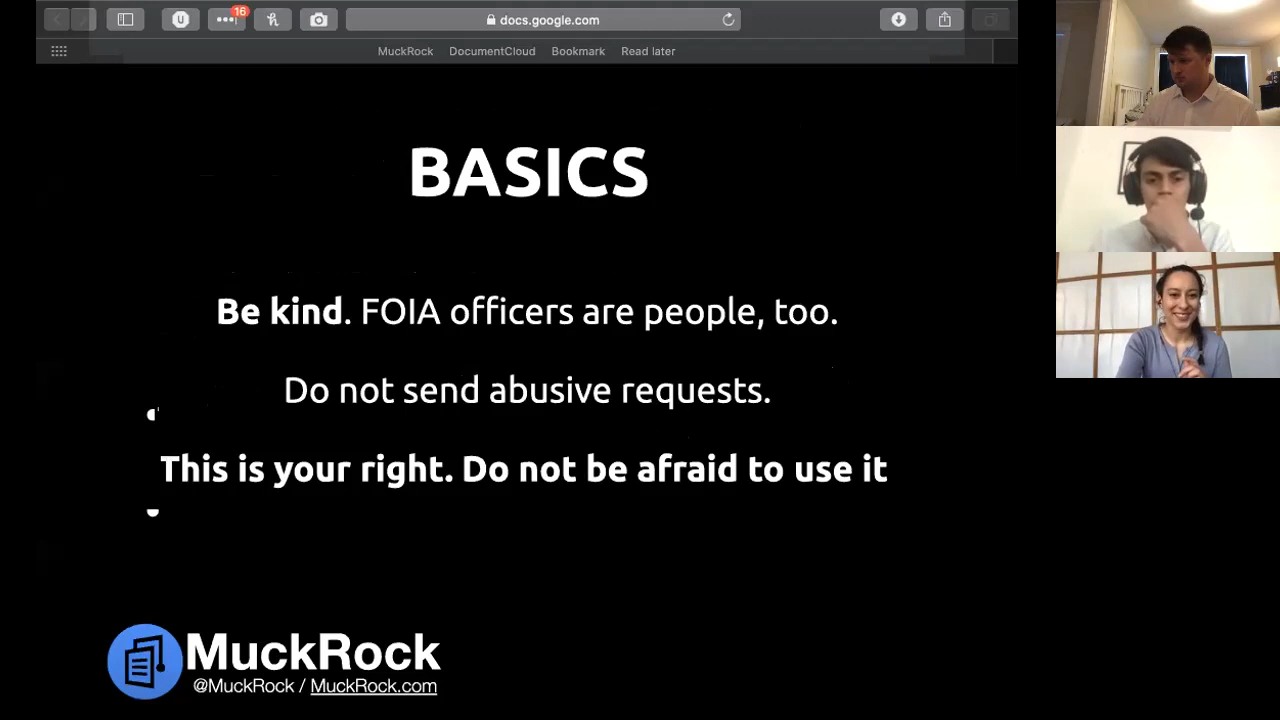 16
docs.google.com
MuckRock DocumentCloud Bookmark Read later
BASICS
Be kind. FOIA officers are people, too.
Do not send abusive requests.
This is your right. Do not be afraid to use it
MuckRock
@MuckRock / MuckRock.com